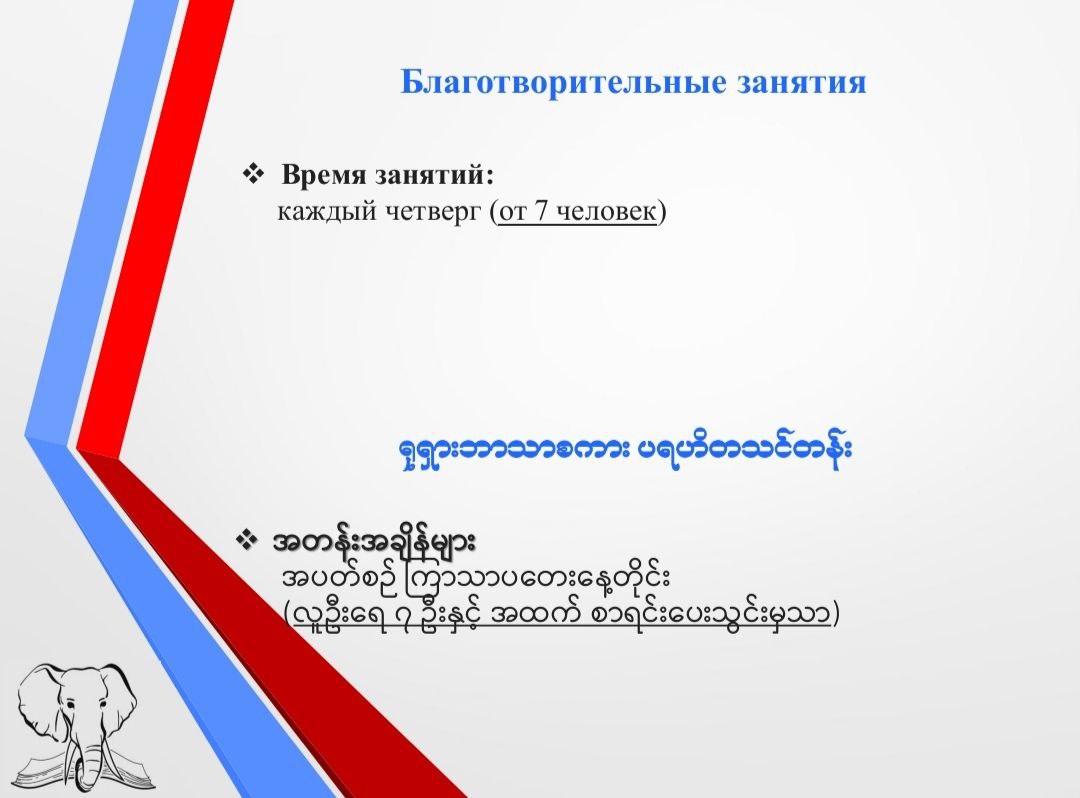 Благотворительные занятия
❖ Время занятий:
каждый четверг (от 7 человек)
ရုရှားဘာသာစကား ပရဟိတသင်တန်း
❖ အတန်းအချိန်များ
အပတ်စဉ် ကြာသာပတေးနေ့တိုင်း
(လူဦးရေ ၇ ဦးနှင့် အထက် စာရင်းပေးသွင်းမှသာ)